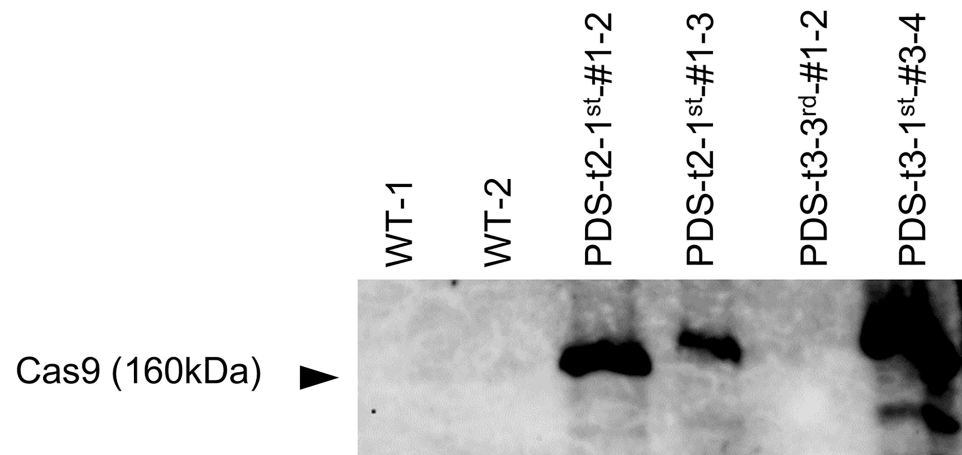 WT-1
WT-2
PDS-t2-1st-#1-2
PDS-t2-1st-#1-3
PDS-t3-3rd-#1-2
PDS-t3-1st-#3-4
Cas9 (160kDa)